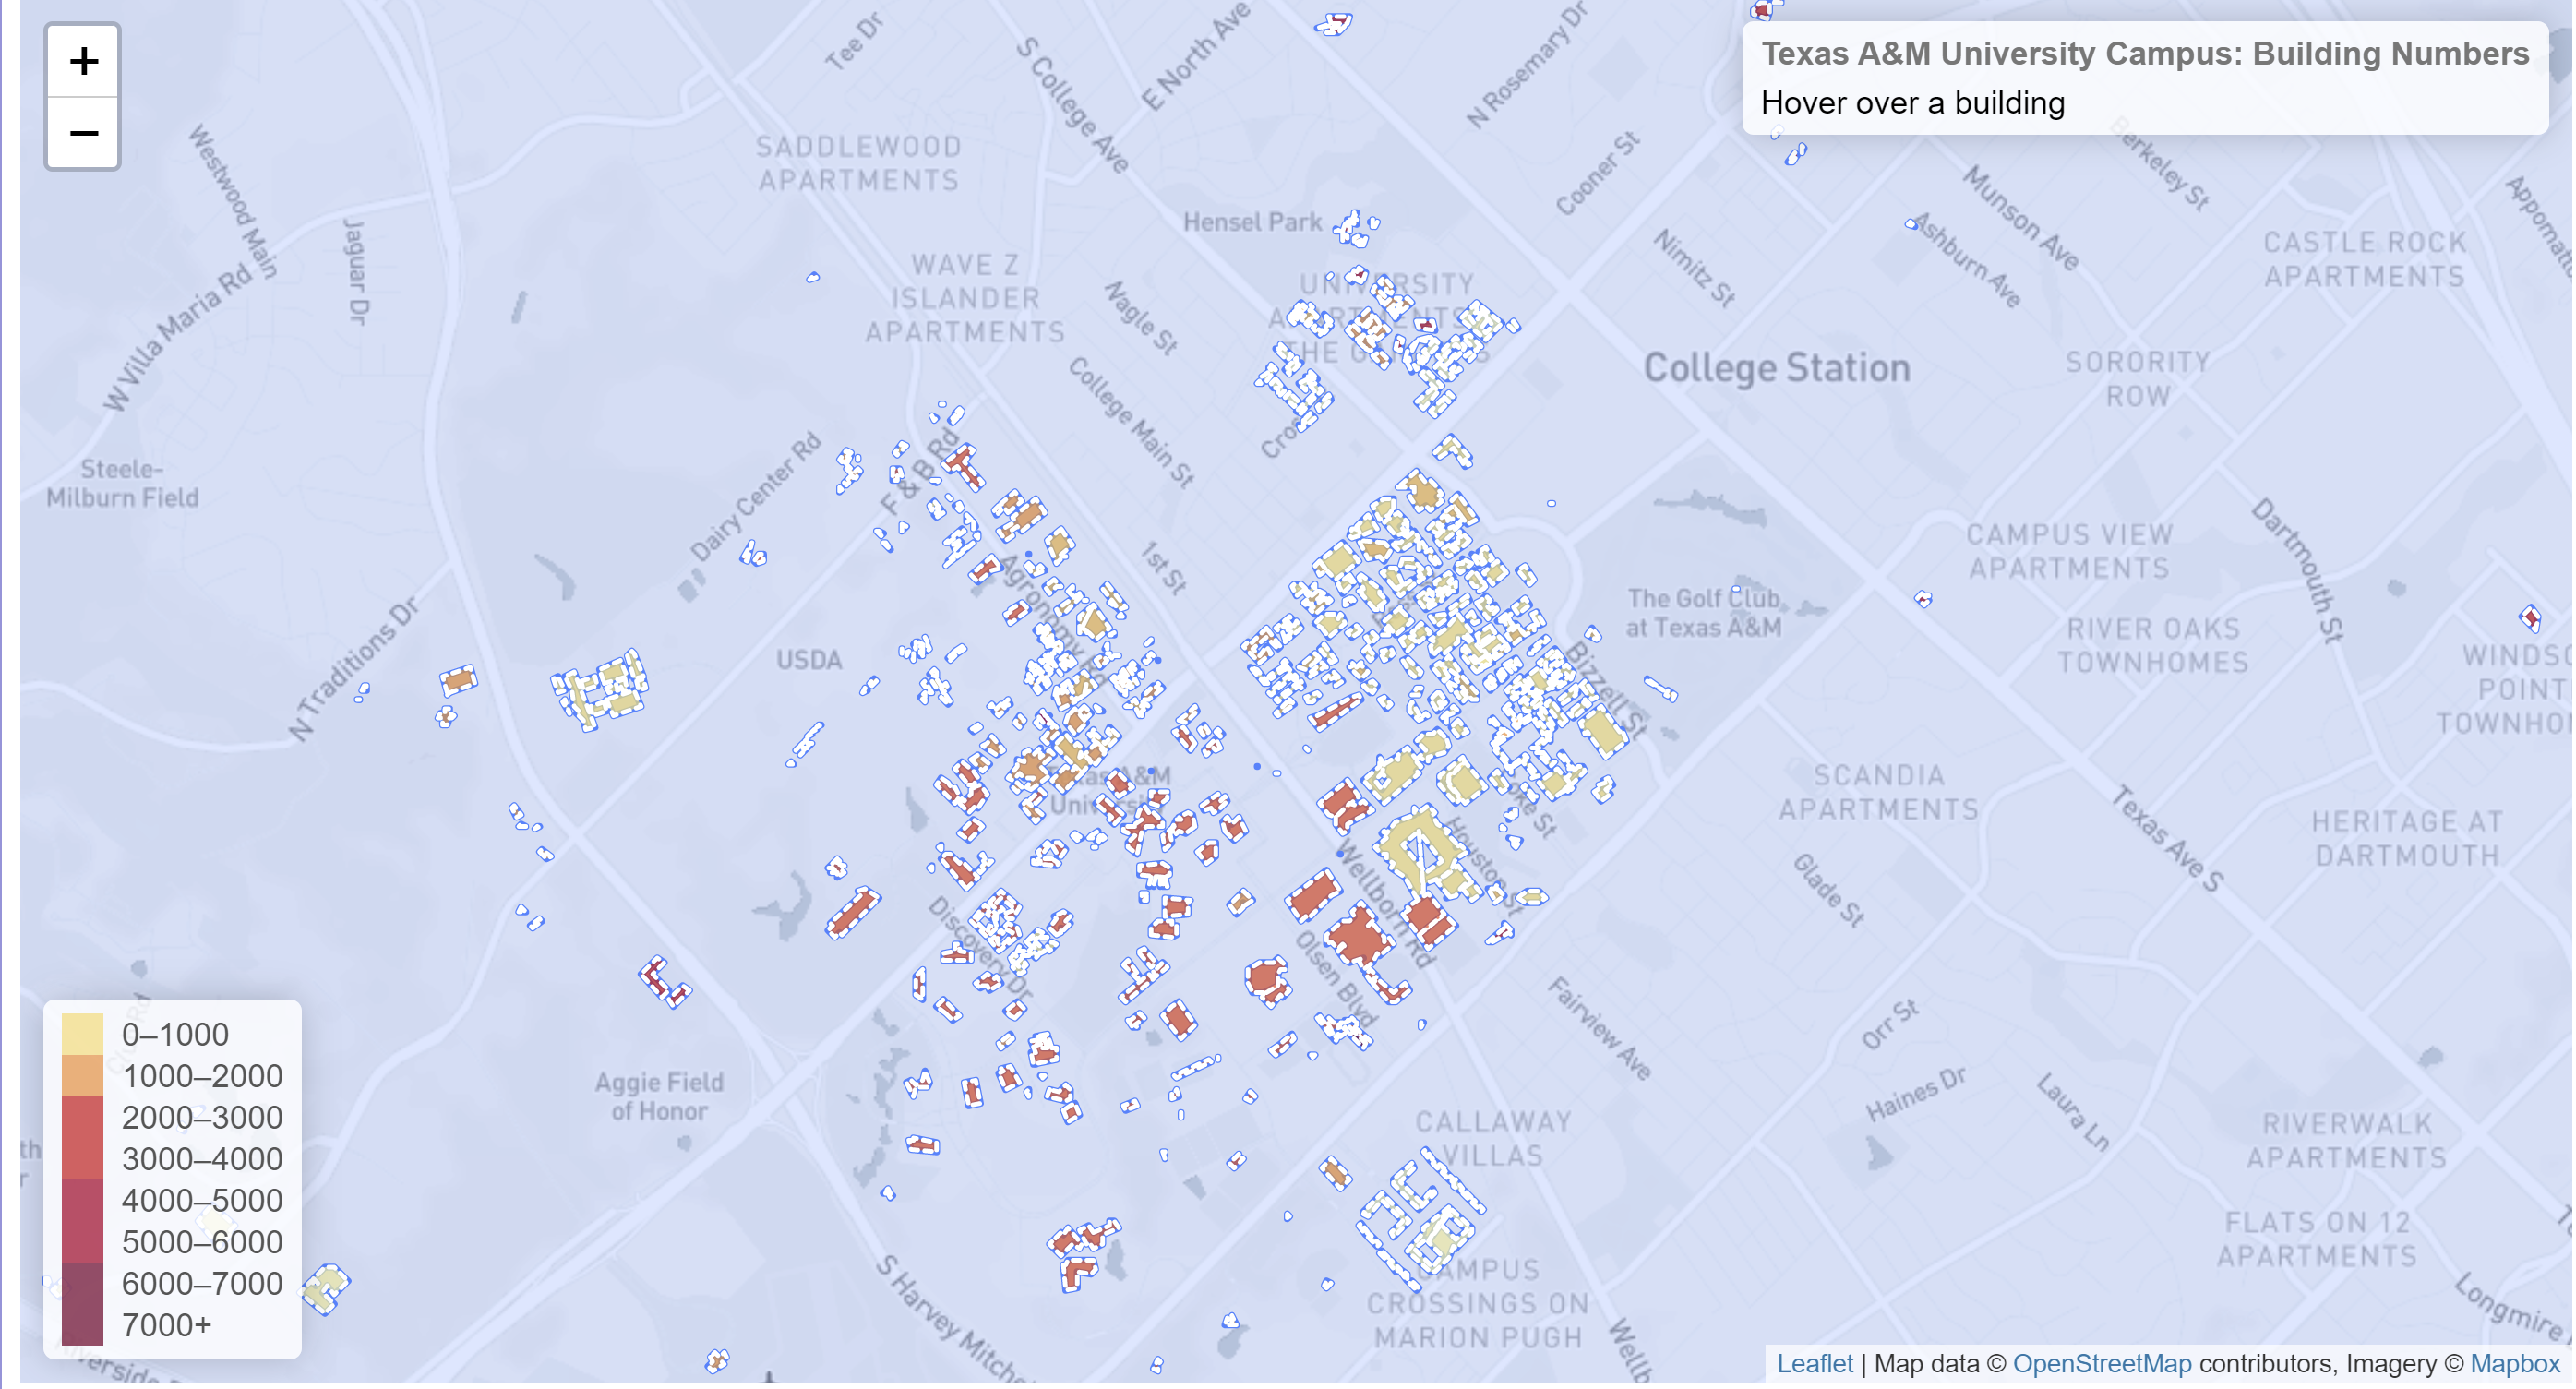 +
−
Texas A&M University Campus: Building Numbers
Hover over a building
Tee Dr
S College Ave
E North Ave
N Rosemary Dr
Cooner St
Berkeley St
Munson Ave
Ashburn Ave
Nimitz St
Westwood Main
Jaguar Dr
W Villa Maria Rd
SADDLEWOOD
APARTMENTS
Hensel Park
WAVE Z
ISLANDER
APARTMENTS
Nagle St
College Main St
UNIVERSITY
APARTMENTS
College Station
CASTLE ROCK
APARTMENTS
SORORITY
ROW
Steele-
Milburn Field
Dairy Center Rd
F & B Rd
Agronomy Rd
1st St
CAMPUS VIEW
APARTMENTS
Dartmouth St
The Golf Club
at Texas A&M
RIVER OAKS
TOWNHOMES
N Traditions Dr
USDA
Bizzell St
POINT
Texas A&M
SCANDIA
APARTMENTS
Texas Ave S
HERITAGE AT
DARTMOUTH
Houston St
Wellborn Rd
Olsen Blvd
Glade St
Discovery Dr
Fairview Ave
Orr St
Haines Dr
Laura Ln
Aggie Field
of Honor
CALLAWAY
VILLAS
RIVERWALK
APARTMENTS
FLATS ON 12
APARTMENTS
CAMPUS
CROSSINGS ON
MARION PUGH
0–1000
1000–2000
2000–3000
3000–4000
4000–5000
5000–6000
6000–7000
7000+
Leaflet | Map data © OpenStreetMap contributors, Imagery © Mapbox